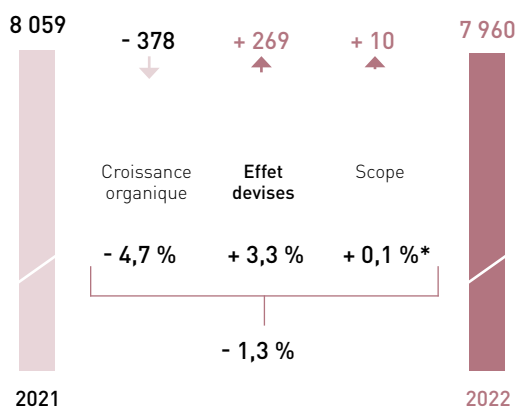 8 059
- 378
+ 269
+ 10
7 960
Croissance
organique
Effet
devises
Scope
- 4,7 %
+ 3,3 %
+ 0,1 %*
- 1,3 %
2021
2022